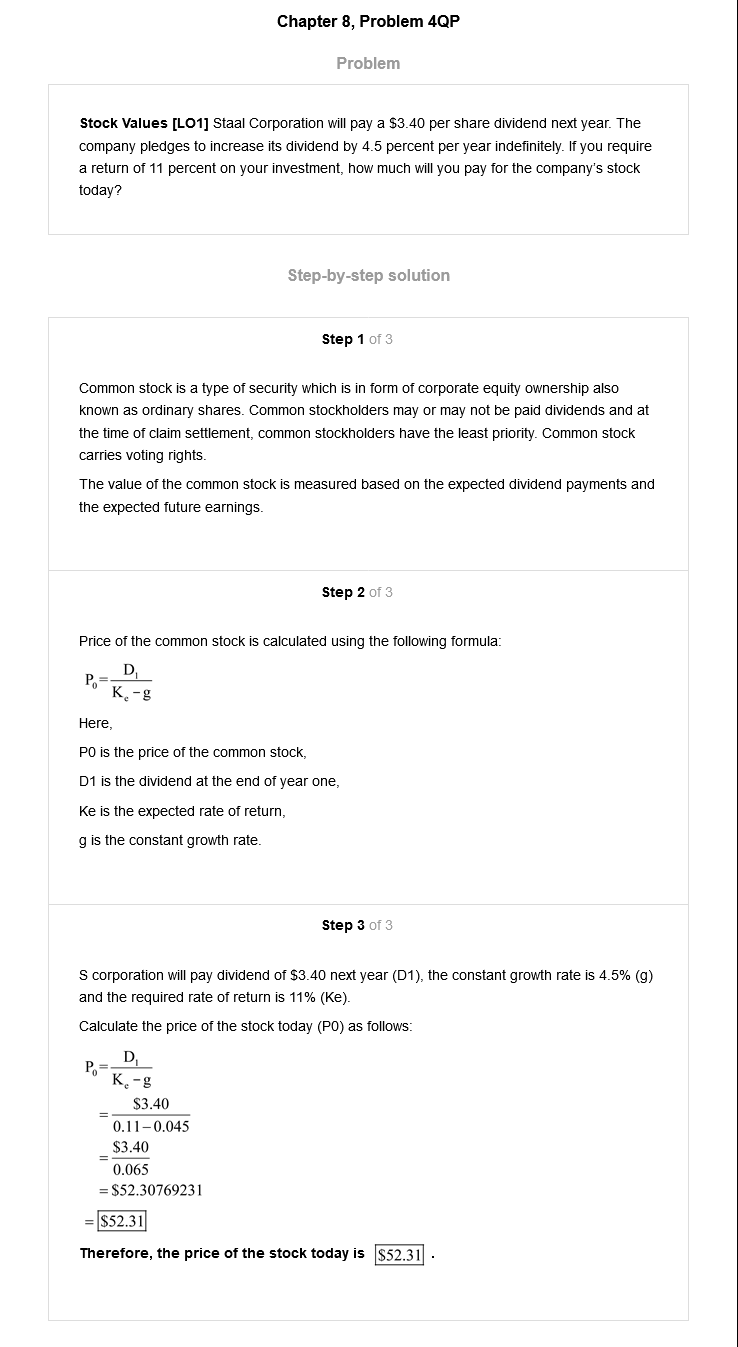 Chapter 8, Problem 4QP
Problem
Stock Values [LO1] Staal Corporation will pay a $3.40 per share dividend next year. The
company pledges to increase its dividend by 4.5 percent per year indefinitely. If you require
a return of 11 percent on your investment, how much will you pay for the company's stock
today?
Step-by-step solution
Step 1 of 3
Common stock is a type of security which is in form of corporate equity ownership also
known as ordinary shares. Common stockholders may or may not be paid dividends and at
the time of claim settlement, common stockholders have the least priority. Common stock
carries voting rights.
The value of the common stock is measured based on the expected dividend payments and
the expected future earnings.
Step 2 of 3
Price of the common stock is calculated using the following formula:
P₀ = D₁ / (Kₑ − g)
Here,
P0 is the price of the common stock,
D1 is the dividend at the end of year one,
Ke is the expected rate of return,
g is the constant growth rate.
Step 3 of 3
S corporation will pay dividend of $3.40 next year (D1), the constant growth rate is 4.5% (g)
and the required rate of return is 11% (Ke).
Calculate the price of the stock today (P0) as follows:
P₀ = D₁ / (Kₑ − g)
= $3.40 / (0.11 − 0.045)
= $3.40 / 0.065
= $52.30769231
= $52.31
Therefore, the price of the stock today is $52.31 .